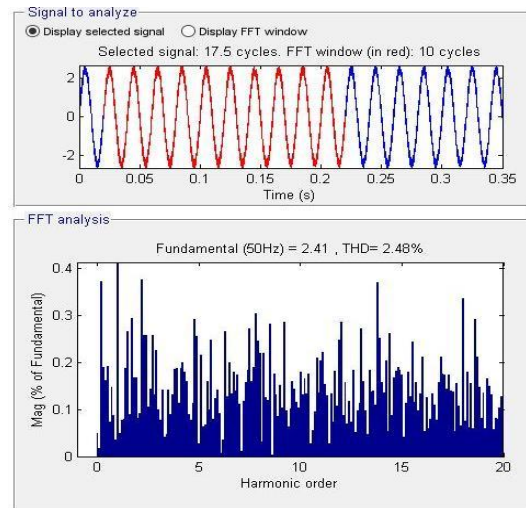 Signal to analyze
Display selected signal Display FFT window
Selected signal: 17.5 cycles. FFT window (in red): 10 cycles
2
0
-2
0 0.05 0.1 0.15 0.2 0.25 0.3 0.35
Time (s)
FFT analysis
Fundamental (50Hz) = 2.41 , THD= 2.48%
0.4
0.3
0.2
0.1
0
Mag (% of Fundamental)
0 5 10 15 20
Harmonic order